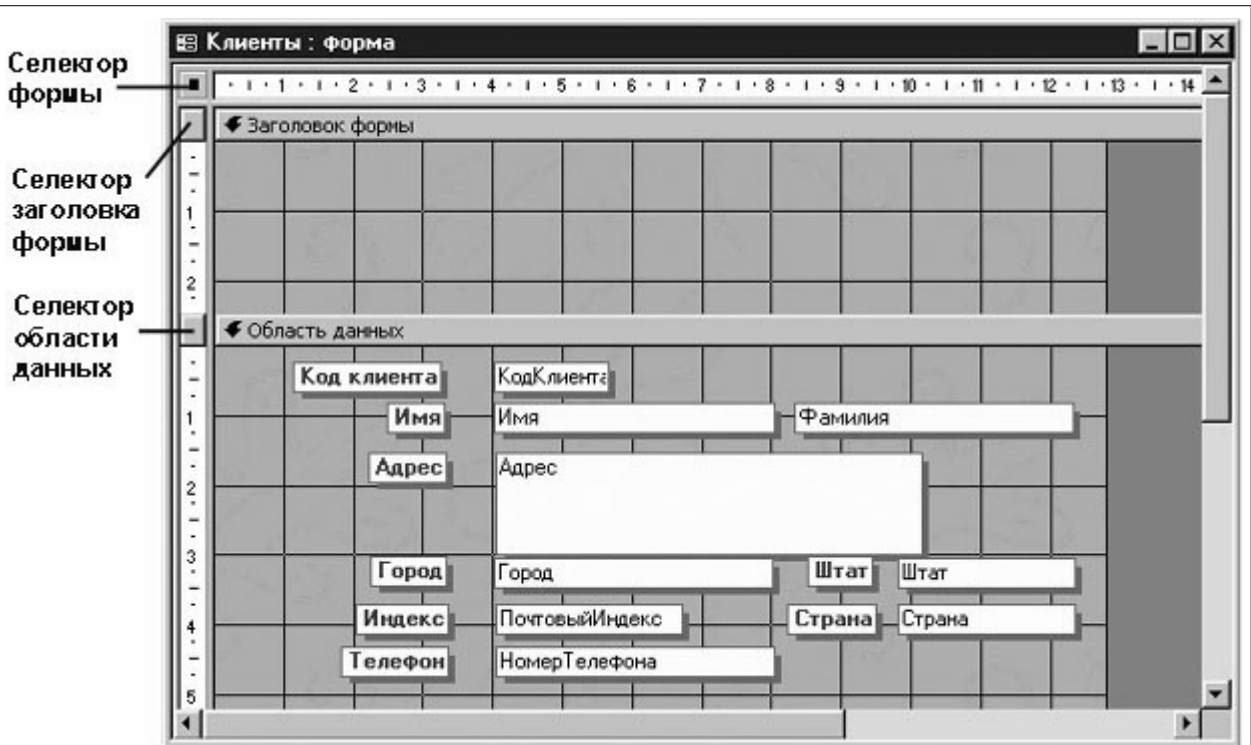 Клиенты : форма
Селектор
формы
1 2 3 4 5 6 7 8 9 10 11 12 13 14
Заголовок формы
Селектор
заголовка
формы
1
2
Селектор
области
данных
Область данных
Код клиента КодКлиента
1 Имя Имя Фамилия
Адрес Адрес
2
3
Город Город Штат Штат
4 Индекс ПочтовыйИндекс Страна Страна
Телефон НомерТелефона
5